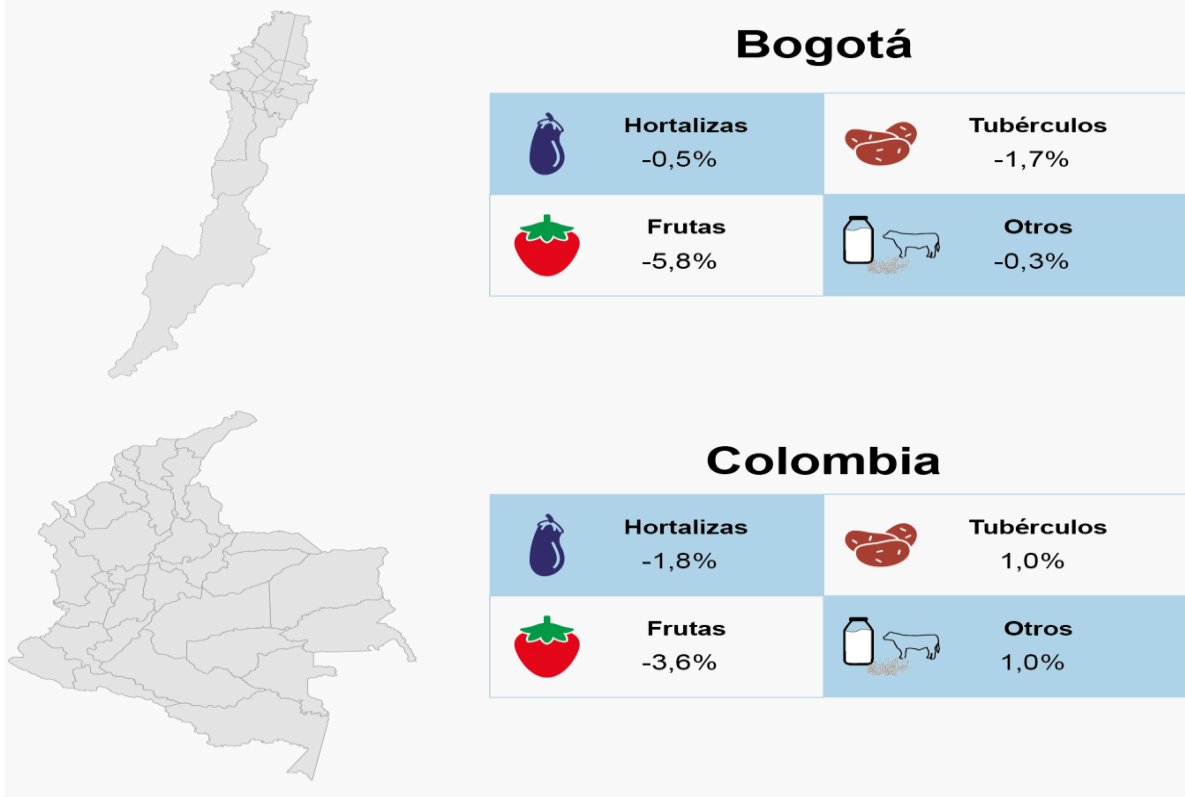 Bogotá
Hortalizas
-0,5%
Tubérculos
-1,7%
Frutas
-5,8%
Otros
-0,3%
Colombia
Hortalizas
-1,8%
Tubérculos
1,0%
Frutas
-3,6%
Otros
1,0%